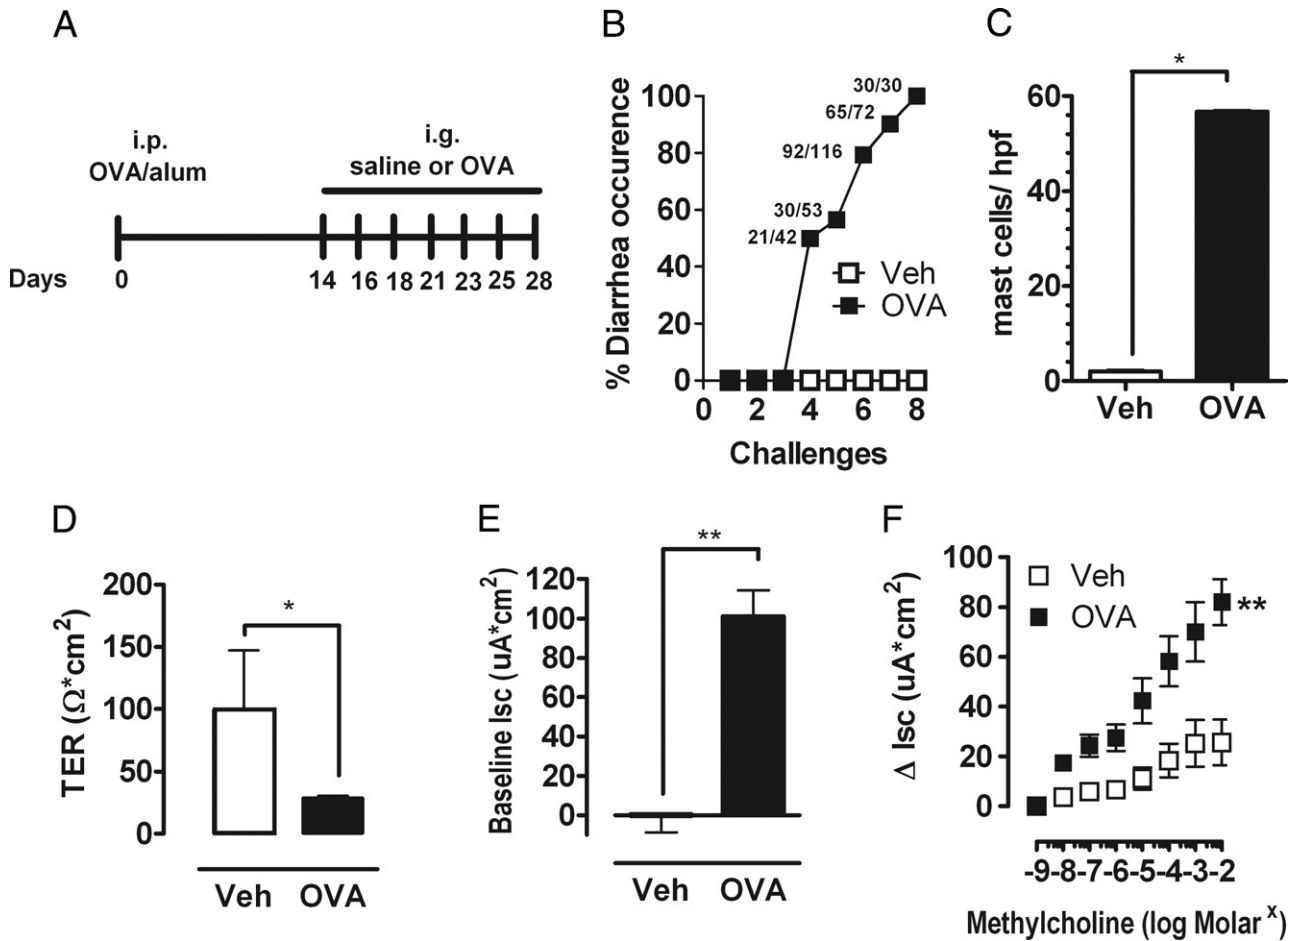 A
i.p.
OVA/alum
i.g.
saline or OVA
Days
0
14 16 18 21 23 25 28
B
% Diarrhea occurence
100
80
60
40
20
0
30/30
65/72
92/116
30/53
21/42
Veh
OVA
0 2 4 6 8
Challenges
C
*
mast cells/ hpf
60
40
20
0
Veh OVA
D
TER (Ω*cm²)
200
150
100
50
0
*
Veh OVA
E
Baseline Isc (uA*cm²)
120
100
80
60
40
20
0
**
Veh OVA
F
Δ Isc (uA*cm²)
100
80
60
40
20
0
Veh
OVA
**
-9 -8 -7 -6 -5 -4 -3 -2
Methylcholine (log Molar ˣ)